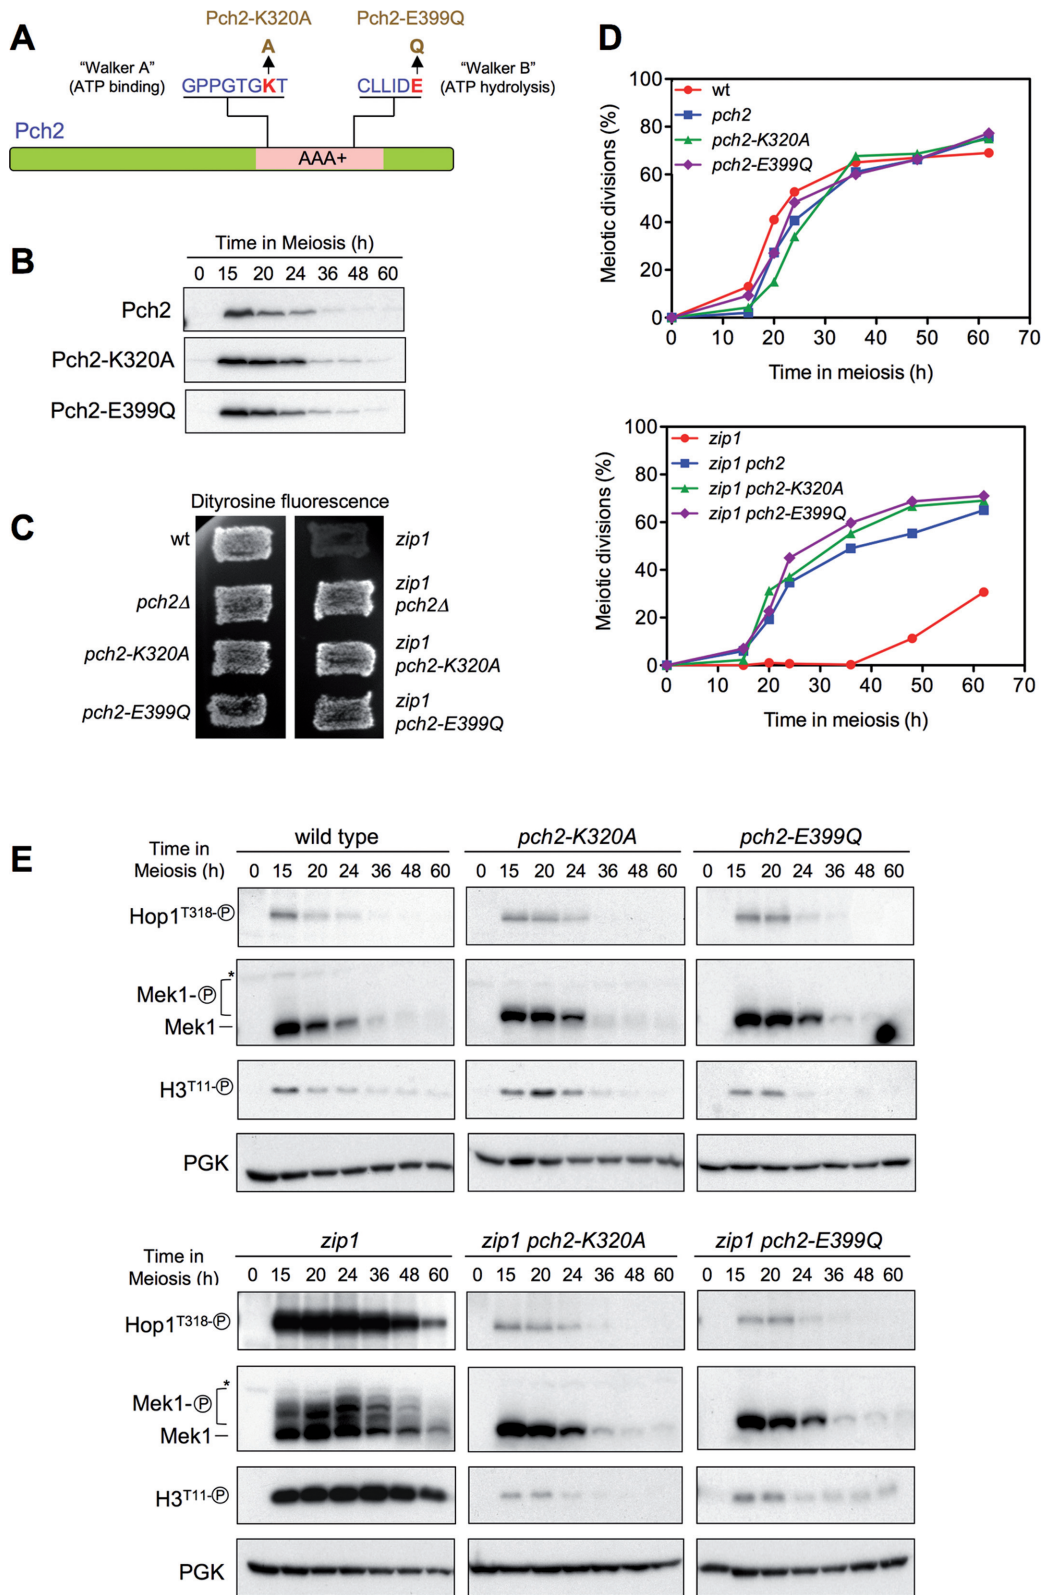 A
Pch2-K320A
Pch2-E399Q
A
Q
"Walker A"
(ATP binding)
GPPGTGKT
CLLIDE
"Walker B"
(ATP hydrolysis)
Pch2
AAA+
B
Time in Meiosis (h)
0 15 20 24 36 48 60
Pch2
Pch2-K320A
Pch2-E399Q
C
Dityrosine fluorescence
wt
zip1
pch2Δ
zip1
pch2Δ
pch2-K320A
zip1
pch2-K320A
pch2-E399Q
zip1
pch2-E399Q
D
Meiotic divisions (%)
100
80
60
40
20
0
wt
pch2
pch2-K320A
pch2-E399Q
0 10 20 30 40 50 60 70
Time in meiosis (h)
Meiotic divisions (%)
100
80
60
40
20
0
zip1
zip1 pch2
zip1 pch2-K320A
zip1 pch2-E399Q
0 10 20 30 40 50 60 70
Time in meiosis (h)
E
wild type
pch2-K320A
pch2-E399Q
Time in
Meiosis (h)
0 15 20 24 36 48 60
0 15 20 24 36 48 60
0 15 20 24 36 48 60
Hop1T318-Ⓟ
*
Mek1-Ⓟ
Mek1
H3T11-Ⓟ
PGK
zip1
zip1 pch2-K320A
zip1 pch2-E399Q
Time in
Meiosis (h)
0 15 20 24 36 48 60
0 15 20 24 36 48 60
0 15 20 24 36 48 60
Hop1T318-Ⓟ
*
Mek1-Ⓟ
Mek1
H3T11-Ⓟ
PGK